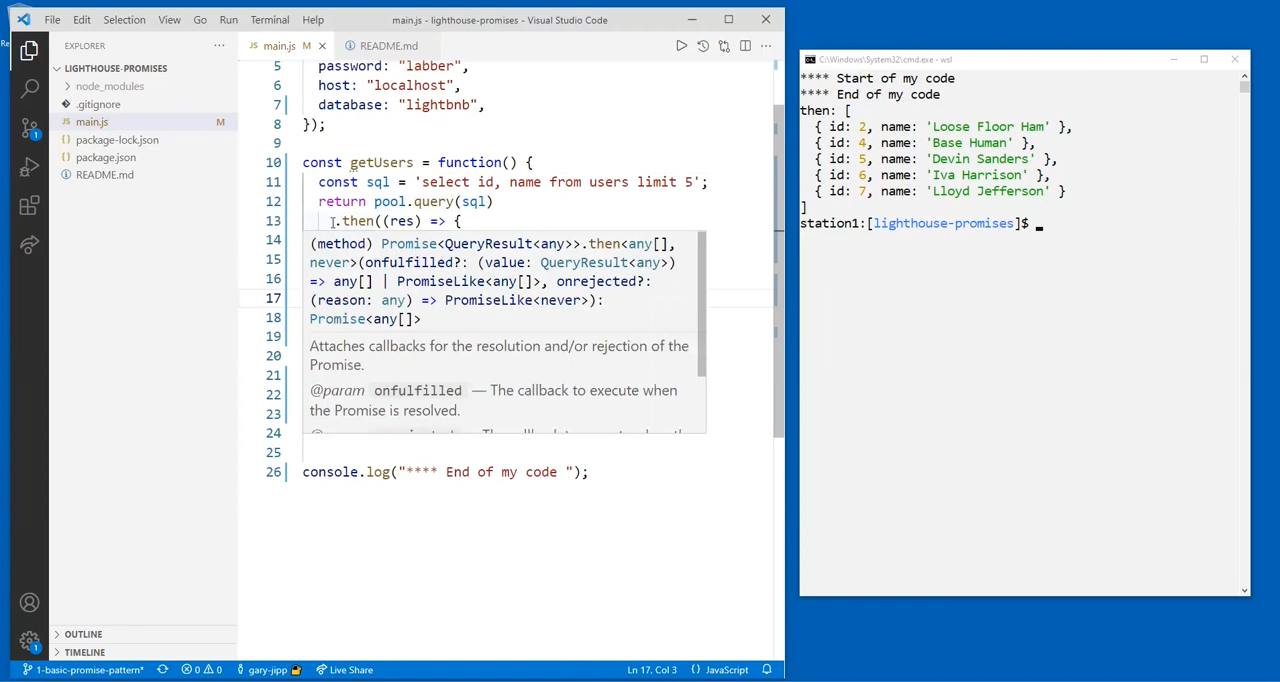 File Edit Selection View Go Run Terminal Help main.js - lighthouse-promises - Visual Studio Code
EXPLORER ···
LIGHTHOUSE-PROMISES
node_modules
.gitignore
main.js M
package-lock.json
package.json
README.md
OUTLINE
TIMELINE
JS main.js M
README.md
5 password: "labber",
6 host: "localhost",
7 database: "lightbnb",
8 });
9
10 const getUsers = function() {
11 const sql = 'select id, name from users limit 5';
12 return pool.query(sql)
13 .then((res) => {
14
15
16
17
18
19
20
21
22
23
24
25
26 console.log("**** End of my code ");
(method) Promise<QueryResult<any>>.then<any[],
never>(onfulfilled?: (value: QueryResult<any>)
=> any[] | PromiseLike<any[]>, onrejected?:
(reason: any) => PromiseLike<never>):
Promise<any[]>
Attaches callbacks for the resolution and/or rejection of the
Promise.
@param onfulfilled — The callback to execute when
the Promise is resolved.
1-basic-promise-pattern* 0 0 gary-jipp Live Share Ln 17, Col 3 {} JavaScript
1
1
C:\Windows\System32\cmd.exe - wsl
**** Start of my code
**** End of my code
then: [
{ id: 2, name: 'Loose Floor Ham' },
{ id: 4, name: 'Base Human' },
{ id: 5, name: 'Devin Sanders' },
{ id: 6, name: 'Iva Harrison' },
{ id: 7, name: 'Lloyd Jefferson' }
]
station1:[lighthouse-promises]$